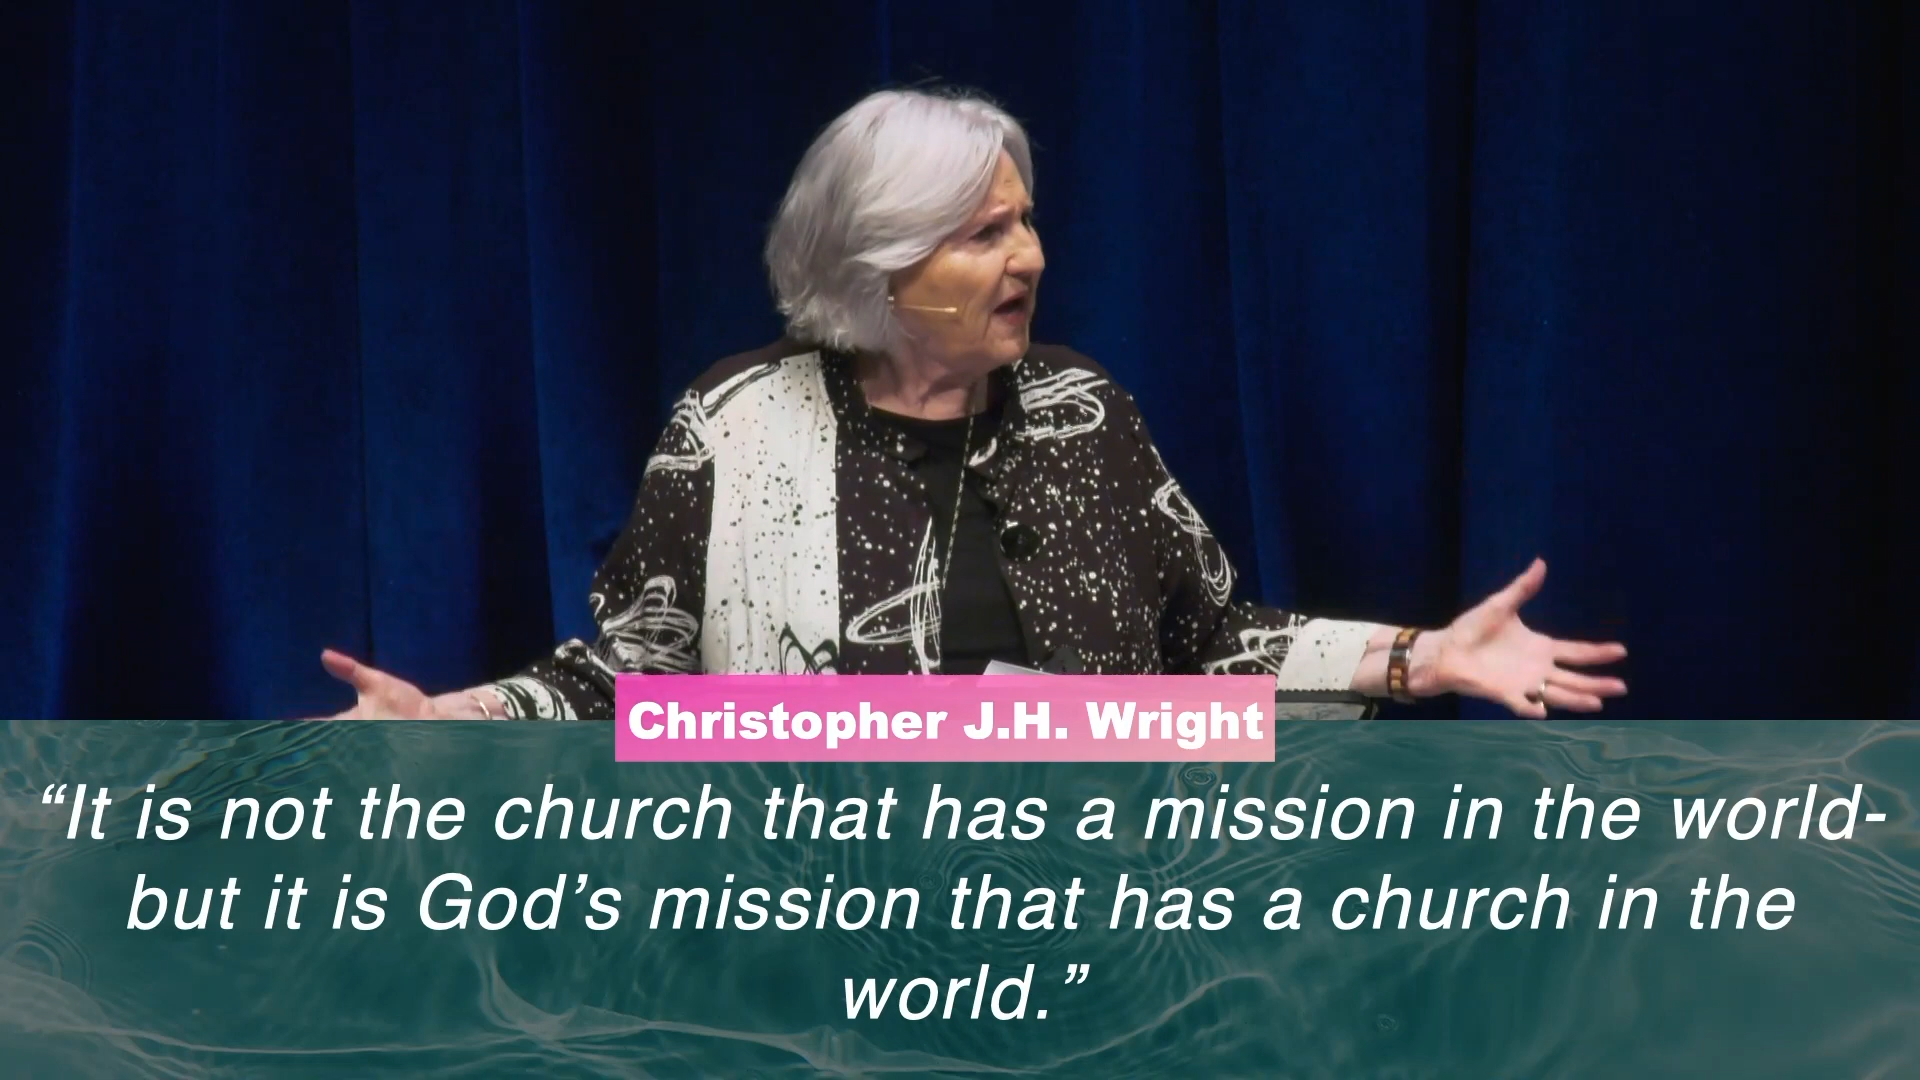 Christopher J.H. Wright
“It is not the church that has a mission in the world-
but it is God’s mission that has a church in the
world.”